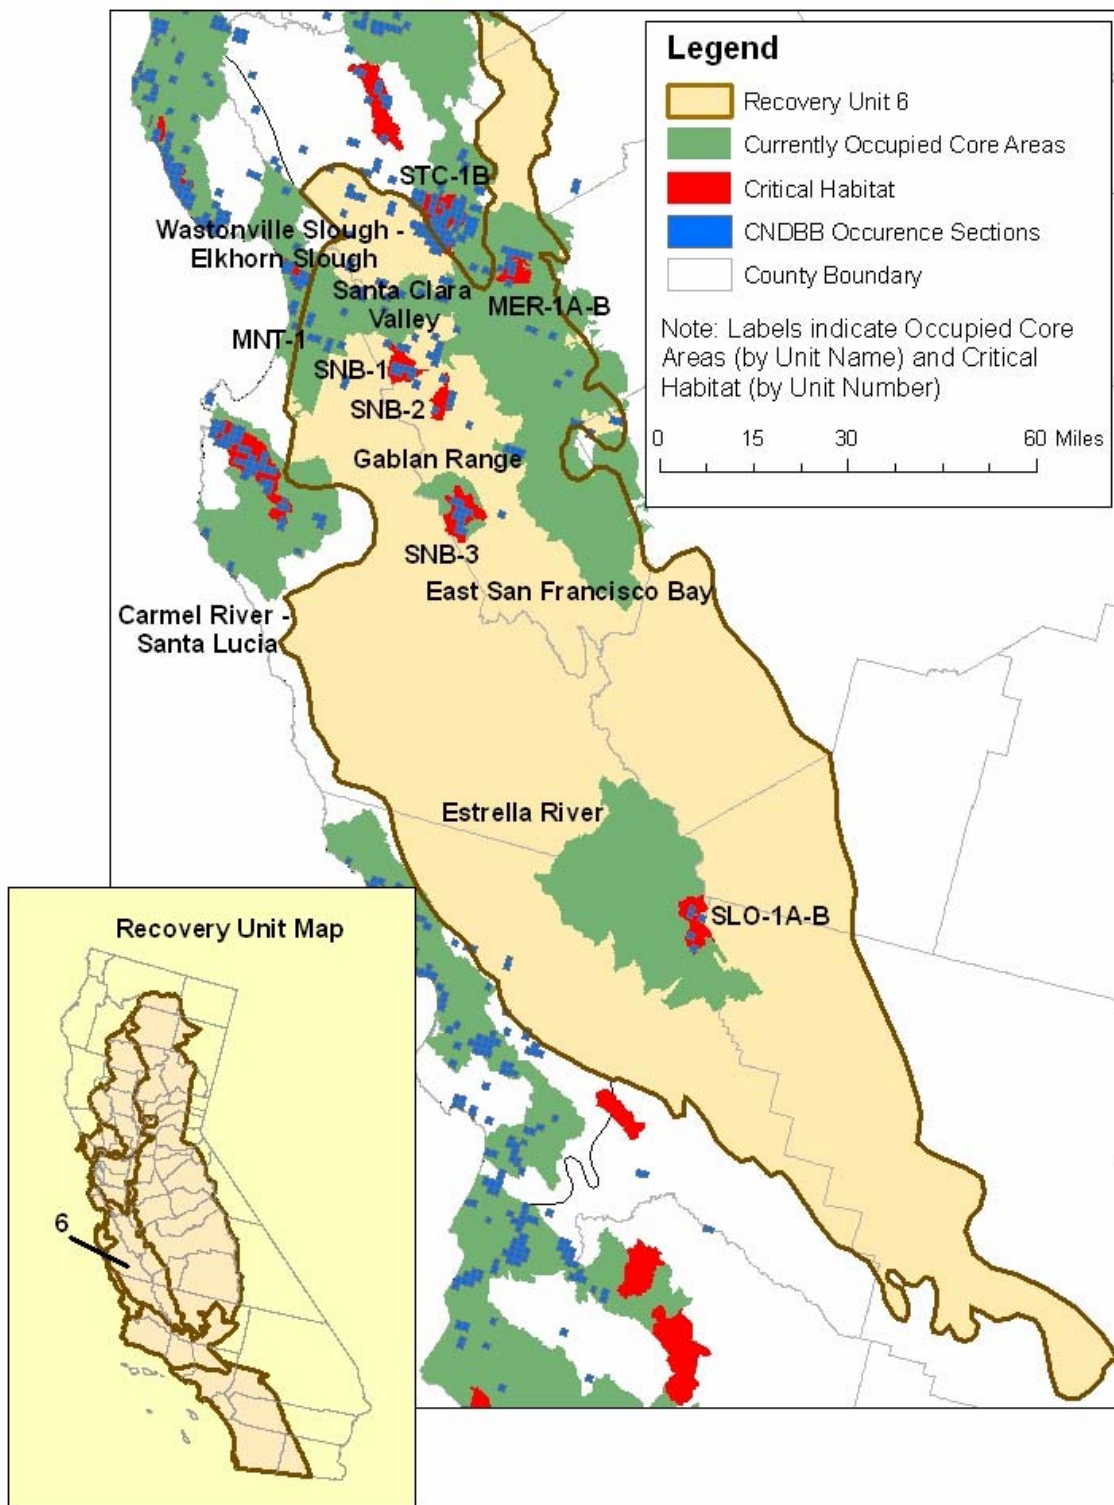 Legend
Recovery Unit 6
Currently Occupied Core Areas
Critical Habitat
CNDBB Occurence Sections
County Boundary
Note: Labels indicate Occupied Core
Areas (by Unit Name) and Critical
Habitat (by Unit Number)
0 15 30 60 Miles
STC-1B
Wastonville Slough -
Elkhorn Slough
Santa Clara
Valley
MER-1A-B
MNT-1
SNB-1
SNB-2
Gablan Range
SNB-3
East San Francisco Bay
Carmel River -
Santa Lucia
Estrella River
SLO-1A-B
Recovery Unit Map
6